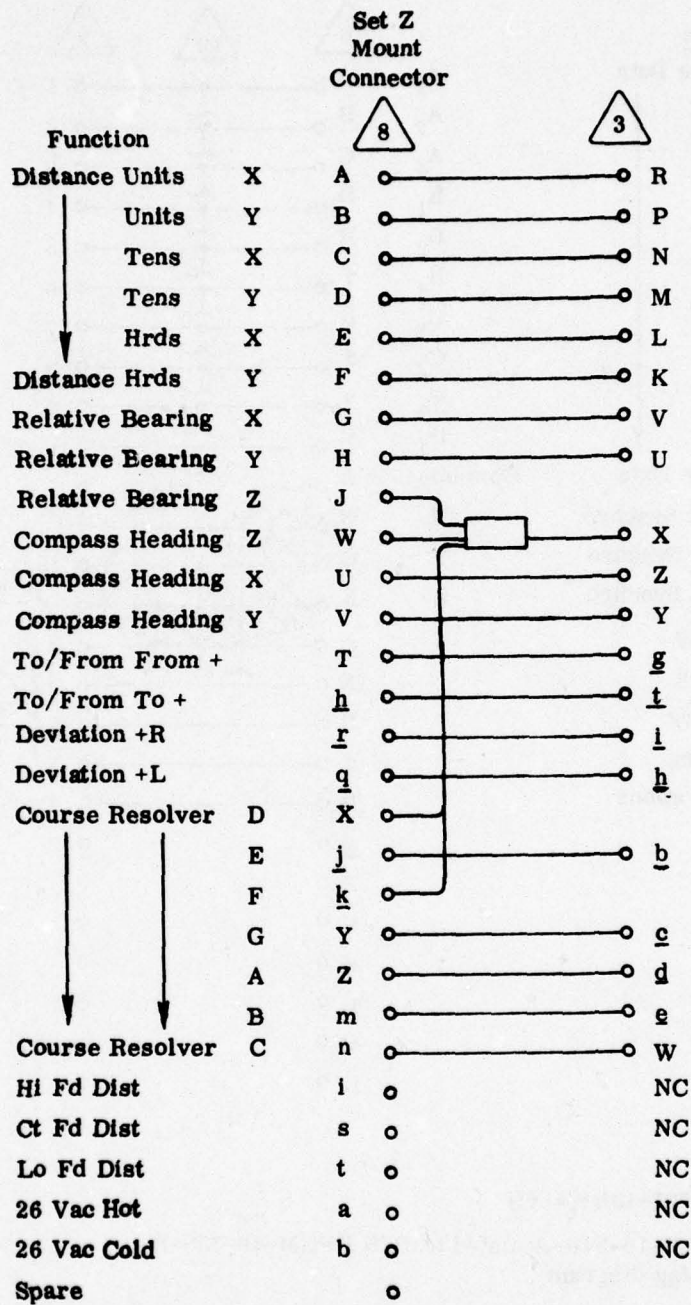 Set Z
Mount
Connector
8 3
Function
Distance Units X A R
Units Y B P
Tens X C N
Tens Y D M
Hrds X E L
Distance Hrds Y F K
Relative Bearing X G V
Relative Bearing Y H U
Relative Bearing Z J
Compass Heading Z W X
Compass Heading X U Z
Compass Heading Y V Y
To/From From + T g
To/From To + h t
Deviation +R r i
Deviation +L q h
Course Resolver D X
E j b
F k
G Y c
A Z d
B m e
Course Resolver C n W
Hi Fd Dist i NC
Ct Fd Dist s NC
Lo Fd Dist t NC
26 Vac Hot a NC
26 Vac Cold b NC
Spare